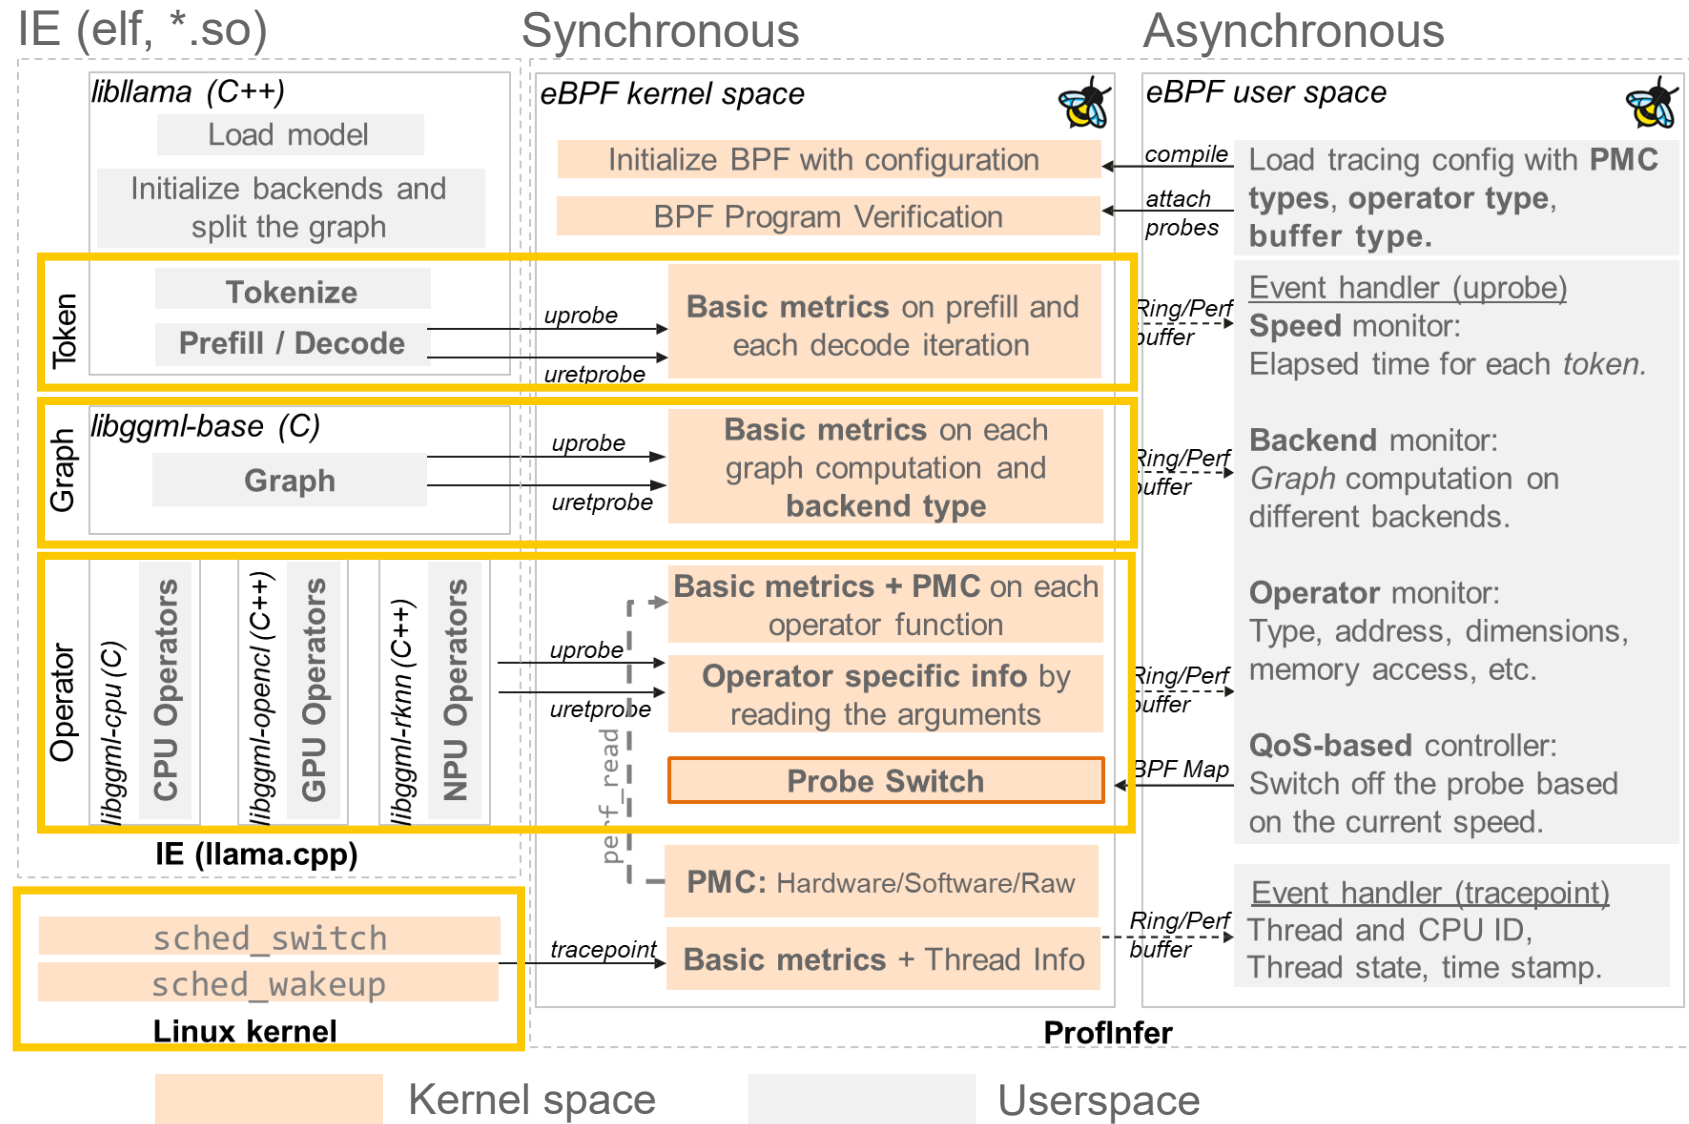 IE (elf, *.so)
Synchronous
Asynchronous
libllama (C++)
Load model
Initialize backends and
split the graph
Token
Tokenize
Prefill / Decode
uprobe
uretprobe
Graph
libggml-base (C)
Graph
uprobe
uretprobe
Operator
libggml-cpu (C)
CPU Operators
libggml-opencl (C++)
GPU Operators
libggml-rknn (C++)
NPU Operators
uprobe
uretprobe
IE (llama.cpp)
sched_switch
sched_wakeup
Linux kernel
tracepoint
eBPF kernel space
Initialize BPF with configuration
BPF Program Verification
Basic metrics on prefill and
each decode iteration
Basic metrics on each
graph computation and
backend type
Basic metrics + PMC on each
operator function
Operator specific info by
reading the arguments
Probe Switch
perf_read
PMC: Hardware/Software/Raw
Basic metrics + Thread Info
compile
attach
probes
Ring/Perf
buffer
Ring/Perf
buffer
Ring/Perf
buffer
BPF Map
Ring/Perf
buffer
eBPF user space
Load tracing config with PMC
types, operator type,
buffer type.
Event handler (uprobe)
Speed monitor:
Elapsed time for each token.
Backend monitor:
Graph computation on
different backends.
Operator monitor:
Type, address, dimensions,
memory access, etc.
QoS-based controller:
Switch off the probe based
on the current speed.
Event handler (tracepoint)
Thread and CPU ID,
Thread state, time stamp.
ProfInfer
Kernel space
Userspace